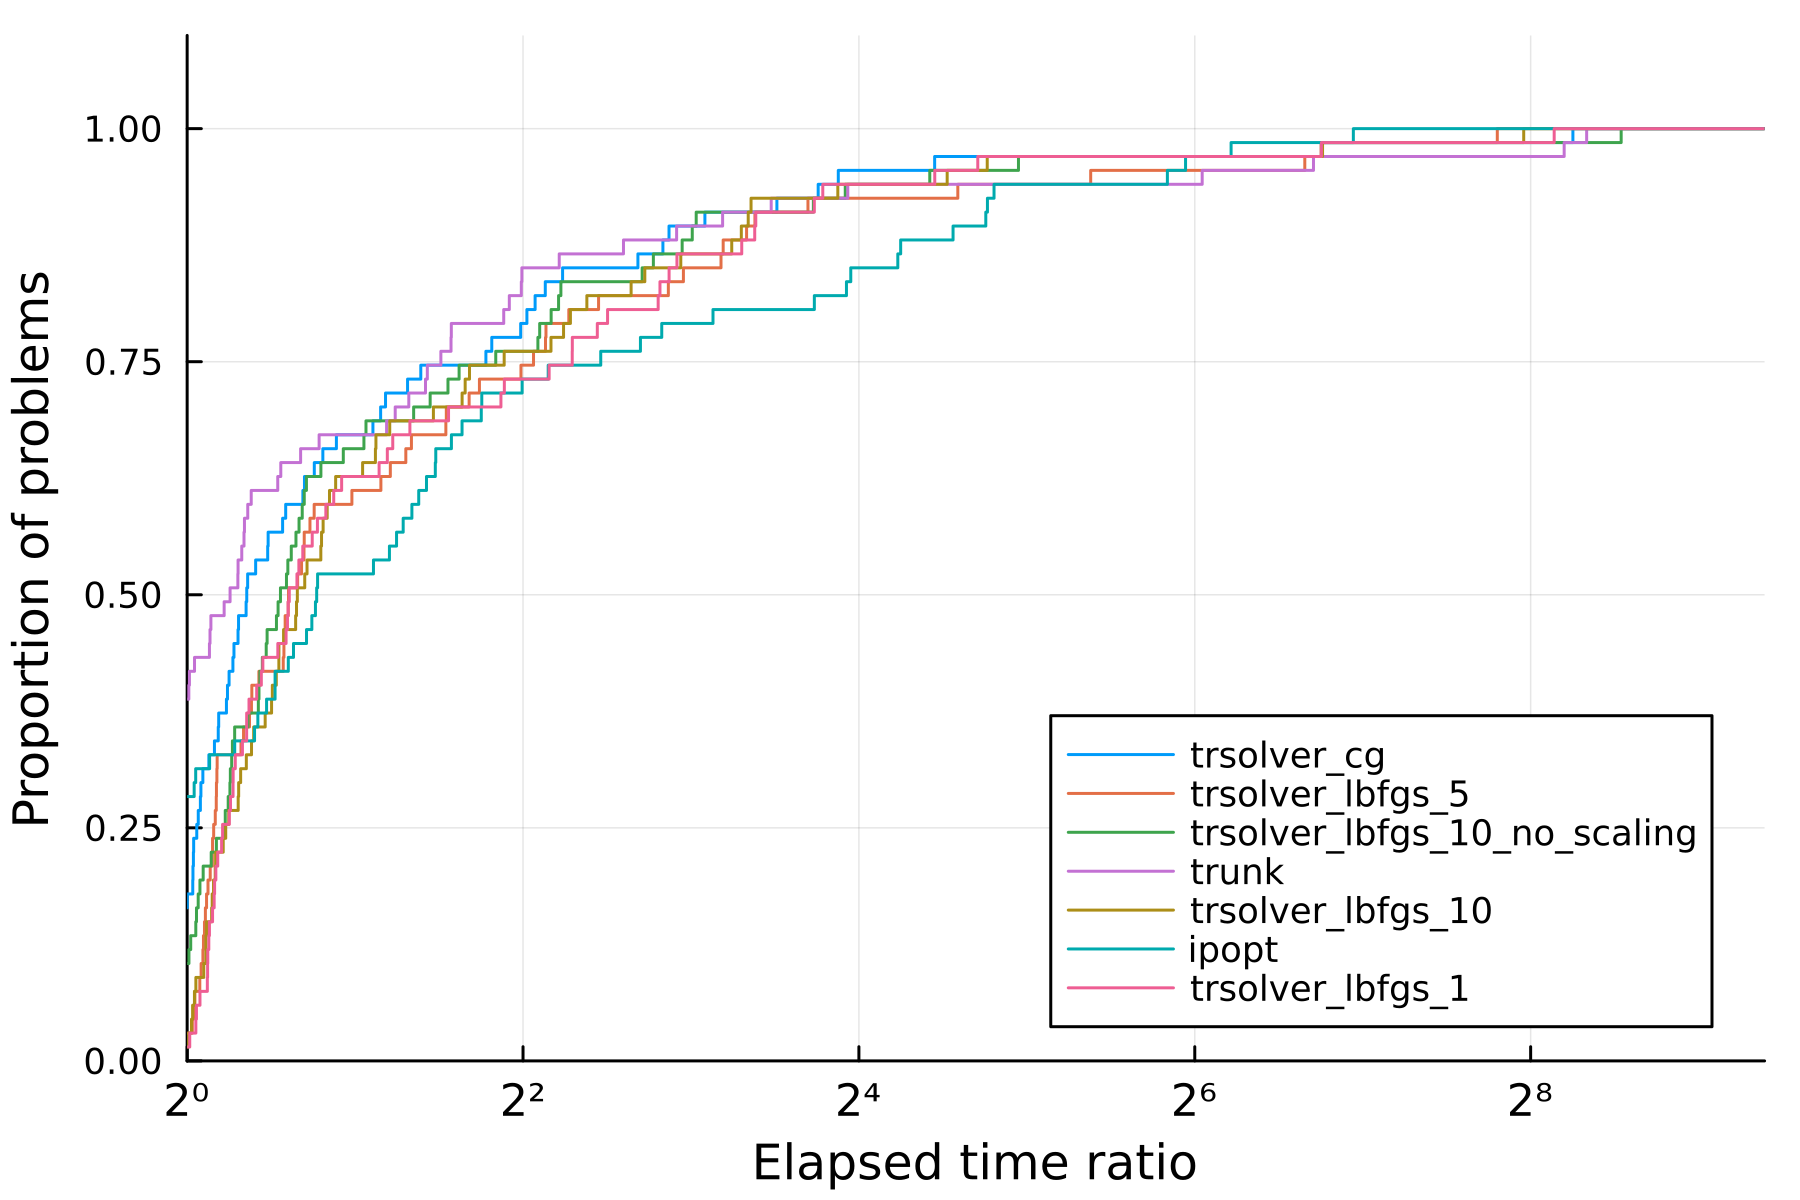 Proportion of problems
1.00
0.75
0.50
0.25
0.00
trsolver_cg
trsolver_lbfgs_5
trsolver_lbfgs_10_no_scaling
trunk
trsolver_lbfgs_10
ipopt
trsolver_lbfgs_1
2⁰ 2² 2⁴ 2⁶ 2⁸
Elapsed time ratio